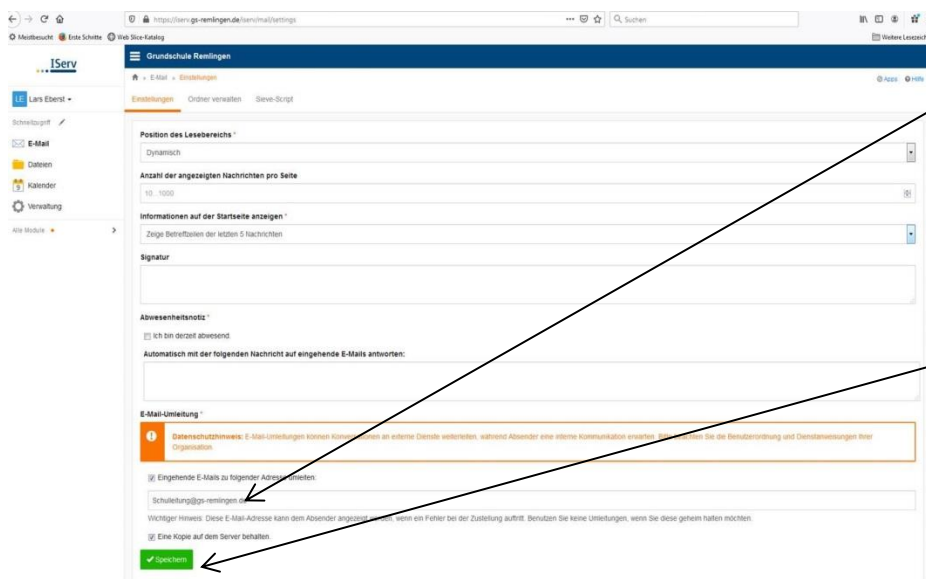 https://iserv.gs-remlingen.de/iserv/mail/settings
Suchen
Meistbesucht Erste Schritte Web Slice-Katalog
Weitere Lesezeich
IServ
Grundschule Remlingen
E-Mail » Einstellungen
Apps Hilfe
LE Lars Eberst
Einstellungen Ordner verwalten Sieve-Script
Schnellzugriff
E-Mail
Dateien
9 Kalender
Verwaltung
Alle Module
Position des Lesebereichs *
Dynamisch
Anzahl der angezeigten Nachrichten pro Seite
10...1000
Informationen auf der Startseite anzeigen *
Zeige Betreffzeilen der letzten 5 Nachrichten
Signatur
Abwesenheitsnotiz *
Ich bin derzeit abwesend.
Automatisch mit der folgenden Nachricht auf eingehende E-Mails antworten:
E-Mail-Umleitung *
Datenschutzhinweis: E-Mail-Umleitungen können Konversationen an externe Dienste weiterleiten, während Absender eine interne Kommunikation erwarten. Bitte beachten Sie die Benutzerordnung und Dienstanweisungen Ihrer
Organisation.
Eingehende E-Mails zu folgender Adresse umleiten:
Schulleitung@gs-remlingen.de
Wichtiger Hinweis: Diese E-Mail-Adresse kann dem Absender angezeigt werden, wenn ein Fehler bei der Zustellung auftritt. Benutzen Sie keine Umleitungen, wenn Sie diese geheim halten möchten.
Eine Kopie auf dem Server behalten
Speichern